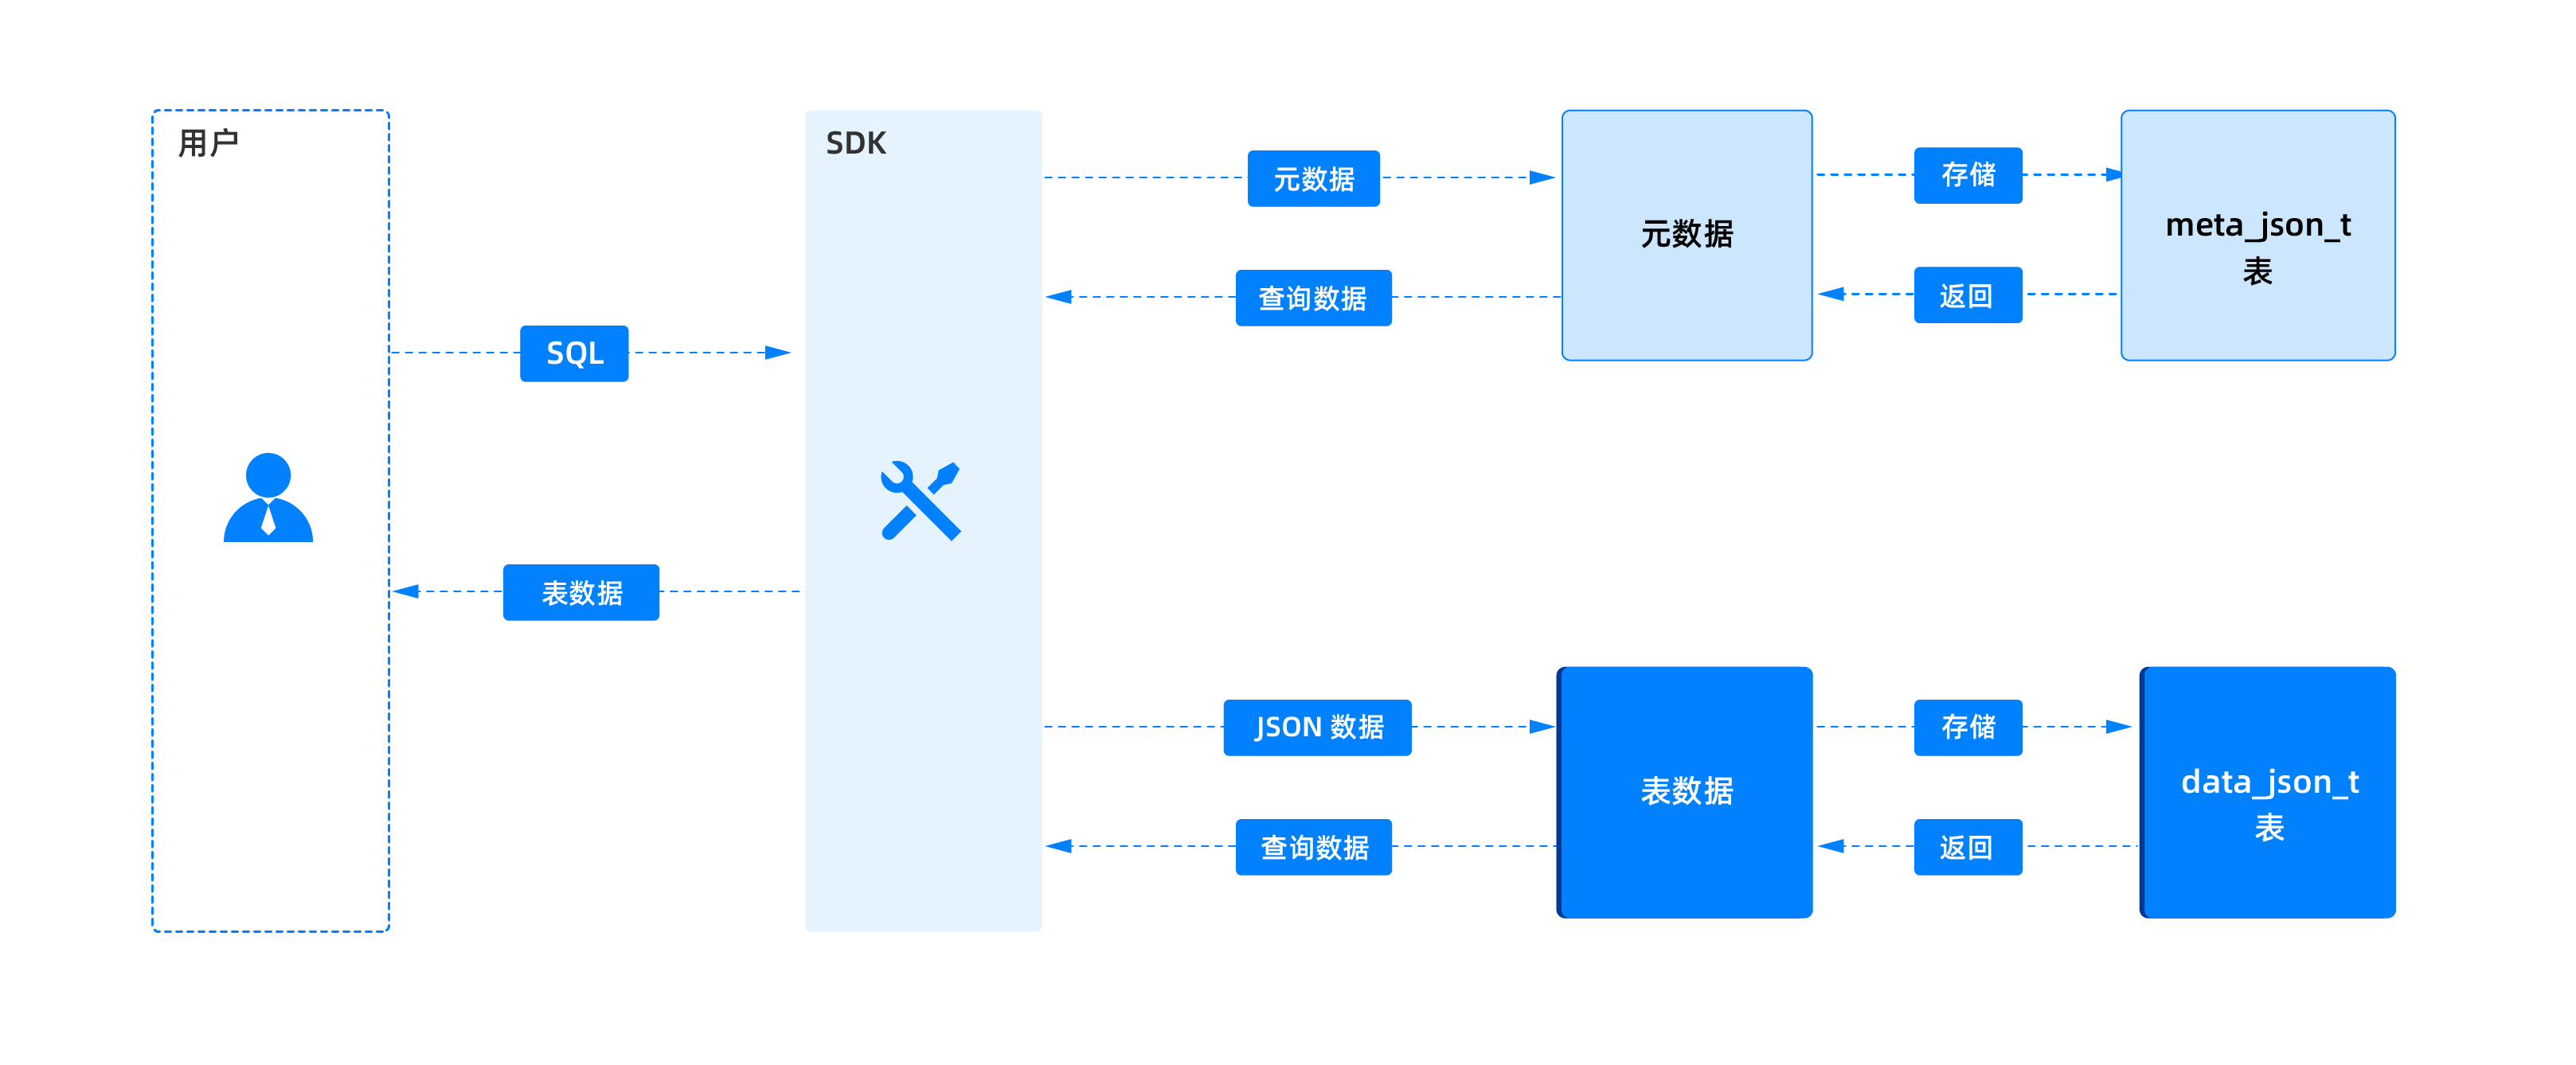 用户
SDK
SQL
表数据
元数据
查询数据
元数据
存储
返回
meta_json_t
表
JSON 数据
查询数据
表数据
存储
返回
data_json_t
表